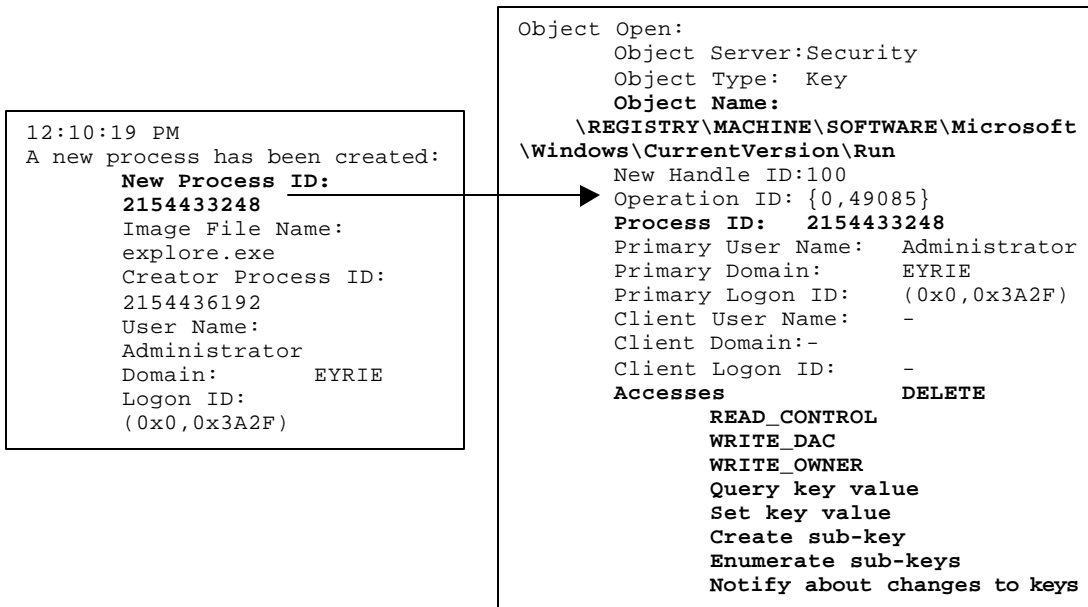 12:10:19 PM
A new process has been created:
New Process ID:
2154433248
Image File Name:
explore.exe
Creator Process ID:
2154436192
User Name:
Administrator
Domain: EYRIE
Logon ID:
(0x0,0x3A2F)
Object Open:
Object Server:Security
Object Type: Key
Object Name:
\REGISTRY\MACHINE\SOFTWARE\Microsoft
\Windows\CurrentVersion\Run
New Handle ID:100
Operation ID: {0,49085}
Process ID: 2154433248
Primary User Name: Administrator
Primary Domain: EYRIE
Primary Logon ID: (0x0,0x3A2F)
Client User Name: -
Client Domain:-
Client Logon ID: -
Accesses DELETE
READ_CONTROL
WRITE_DAC
WRITE_OWNER
Query key value
Set key value
Create sub-key
Enumerate sub-keys
Notify about changes to keys